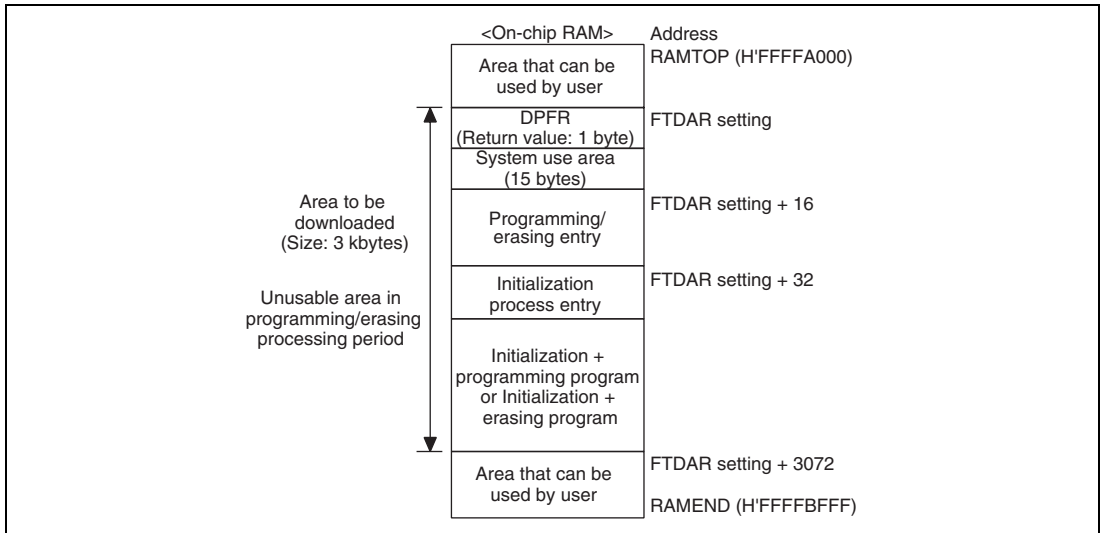 <On-chip RAM> Address
RAMTOP (H'FFFFA000)
Area that can be
used by user
DPFR
(Return value: 1 byte)
FTDAR setting
System use area
(15 bytes)
Area to be
downloaded
(Size: 3 kbytes)
Programming/
erasing entry
FTDAR setting + 16
Unusable area in
programming/erasing
processing period
Initialization
process entry
FTDAR setting + 32
Initialization +
programming program
or Initialization +
erasing program
Area that can be
used by user
FTDAR setting + 3072
RAMEND (H'FFFFBFFF)